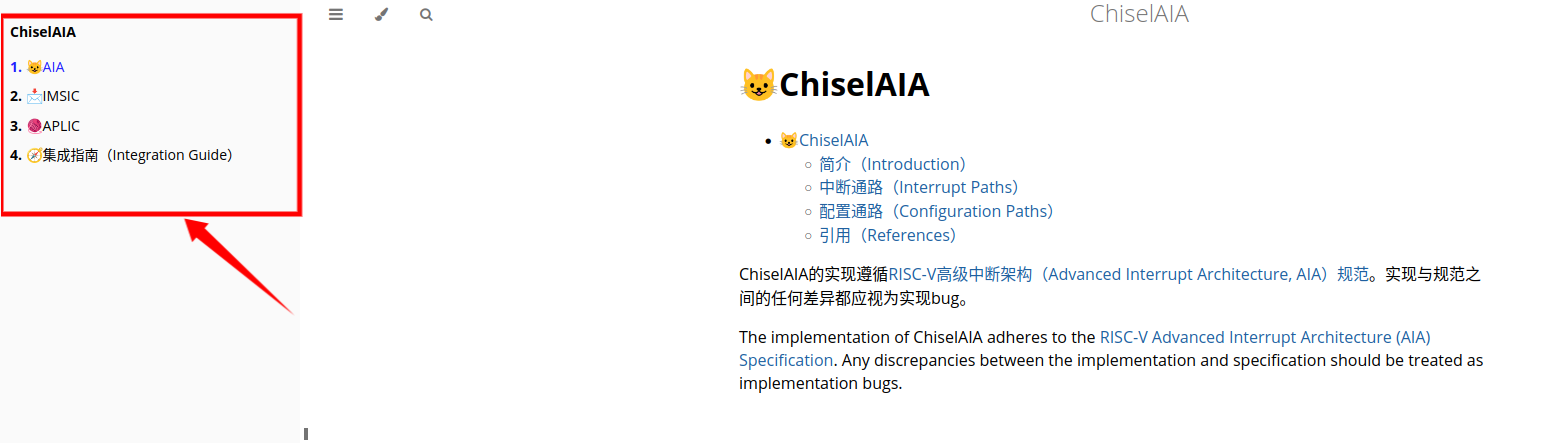 ChiselAIA
1. 😺AIA
2. 📩IMSIC
3. 🧶APLIC
4. 🧭集成指南（Integration Guide）
ChiselAIA
😺ChiselAIA
• 😺ChiselAIA
◦ 简介（Introduction）
◦ 中断通路（Interrupt Paths）
◦ 配置通路（Configuration Paths）
◦ 引用（References）
ChiselAIA的实现遵循RISC-V高级中断架构（Advanced Interrupt Architecture, AIA）规范。实现与规范之
间的任何差异都应视为实现bug。
The implementation of ChiselAIA adheres to the RISC-V Advanced Interrupt Architecture (AIA)
Specification. Any discrepancies between the implementation and specification should be treated as
implementation bugs.